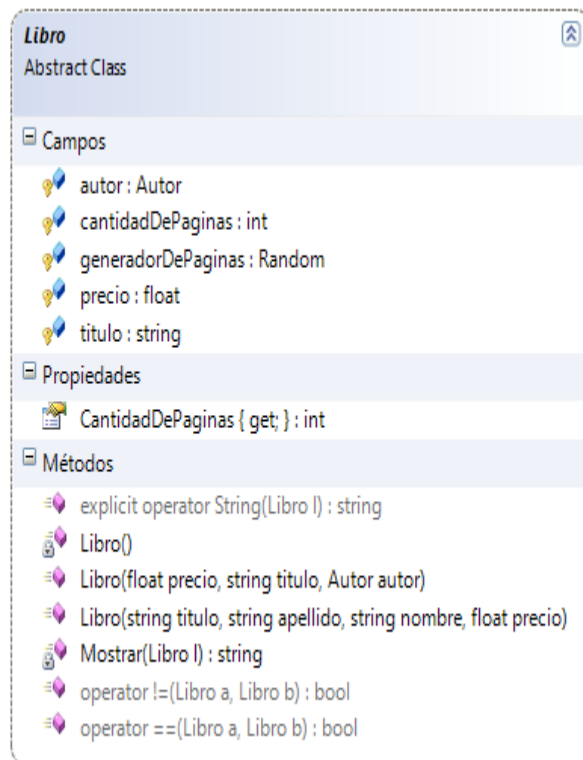 Libro
Abstract Class
Campos
autor : Autor
cantidadDePaginas : int
generadorDePaginas : Random
precio : float
titulo : string
Propiedades
CantidadDePaginas { get; } : int
Métodos
explicit operator String(Libro l) : string
Libro()
Libro(float precio, string titulo, Autor autor)
Libro(string titulo, string apellido, string nombre, float precio)
Mostrar(Libro l) : string
operator !=(Libro a, Libro b) : bool
operator ==(Libro a, Libro b) : bool